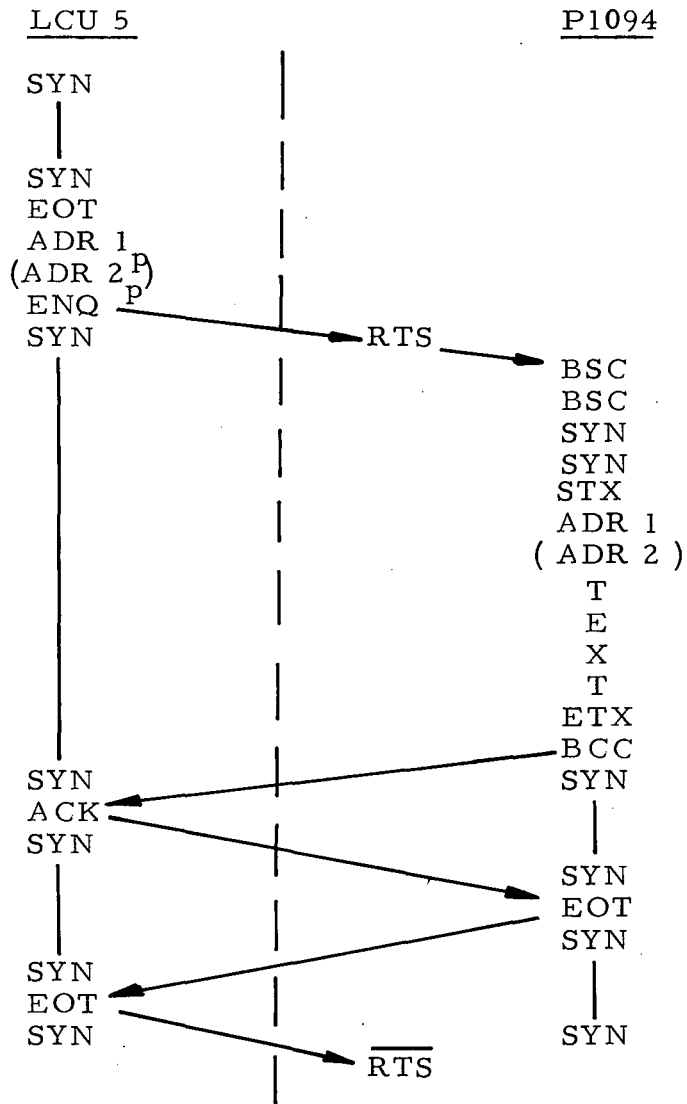 LCU 5 P1094
SYN
SYN
EOT
ADR 1p
(ADR 2p)
ENQ
SYN
RTS
BSC
BSC
SYN
SYN
STX
ADR 1
( ADR 2 )
T
E
X
T
ETX
BCC
SYN SYN
ACK
SYN
SYN
EOT
SYN
SYN
EOT
SYN SYN
RTS